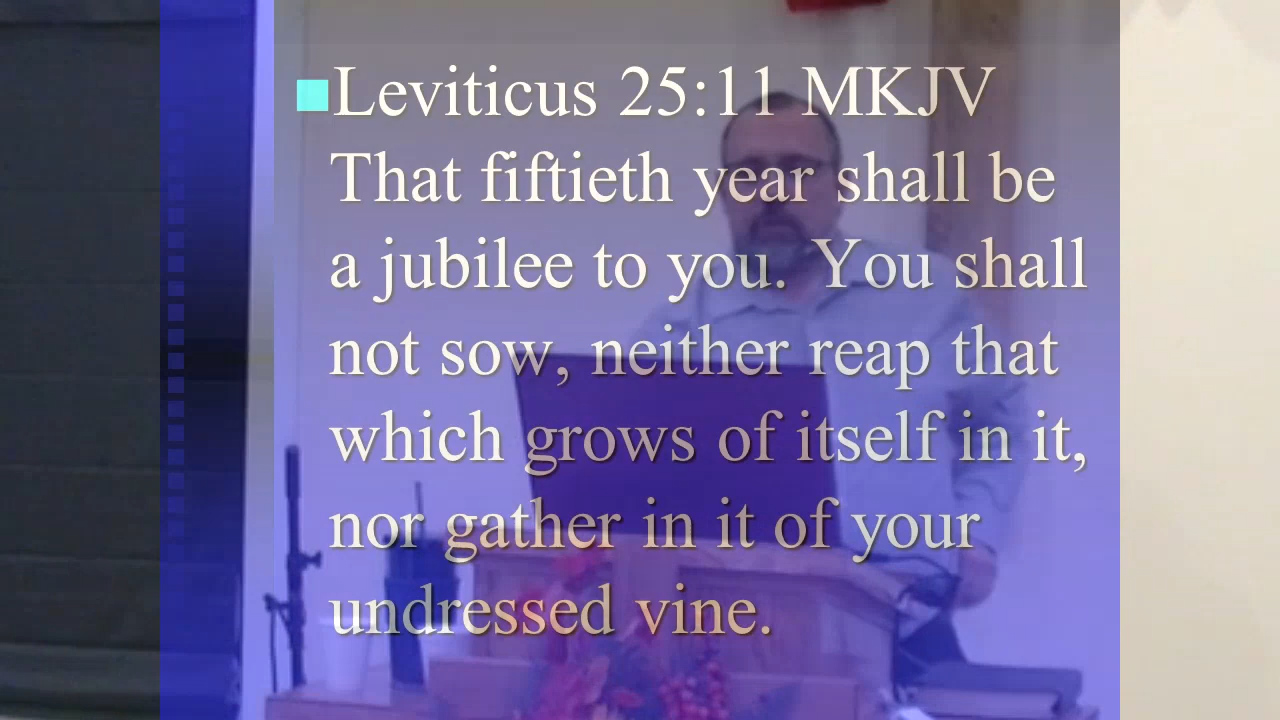 Leviticus 25:11 MKJV
That fiftieth year shall be
a jubilee to you. You shall
not sow, neither reap that
which grows of itself in it,
nor gather in it of your
undressed vine.